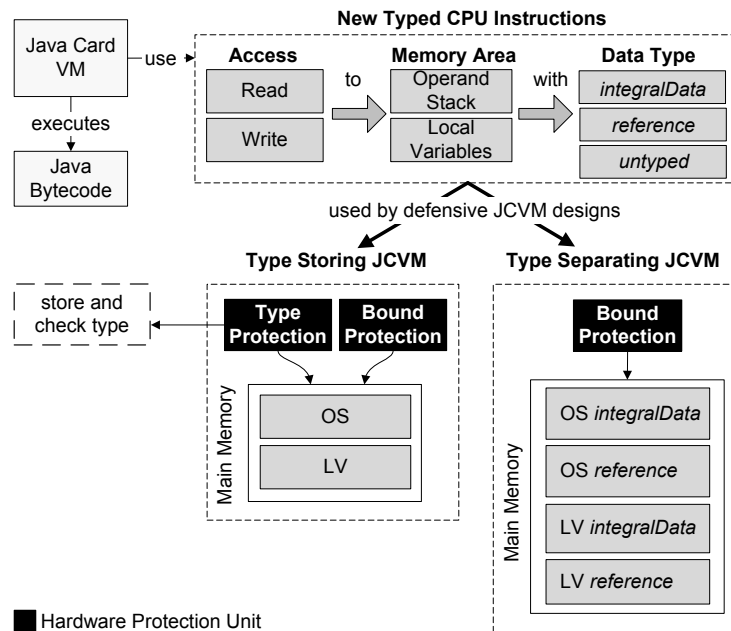 New Typed CPU Instructions
Java Card
VM
use
executes
Java
Bytecode
Access
Read
Write
to
Memory Area
Operand
Stack
Local
Variables
with
Data Type
integralData
reference
untyped
used by defensive JCVM designs
Type Storing JCVM
store and
check type
Type
Protection
Bound
Protection
Main Memory
OS
LV
Type Separating JCVM
Bound
Protection
Main Memory
OS integralData
OS reference
LV integralData
LV reference
Hardware Protection Unit